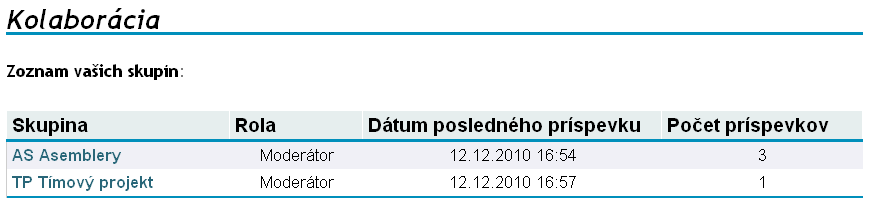 Kolaborácia
Zoznam vašich skupín:
Skupina Rola Dátum posledného príspevku Počet príspevkov
AS Asemblery Moderátor 12.12.2010 16:54 3
TP Tímový projekt Moderátor 12.12.2010 16:57 1